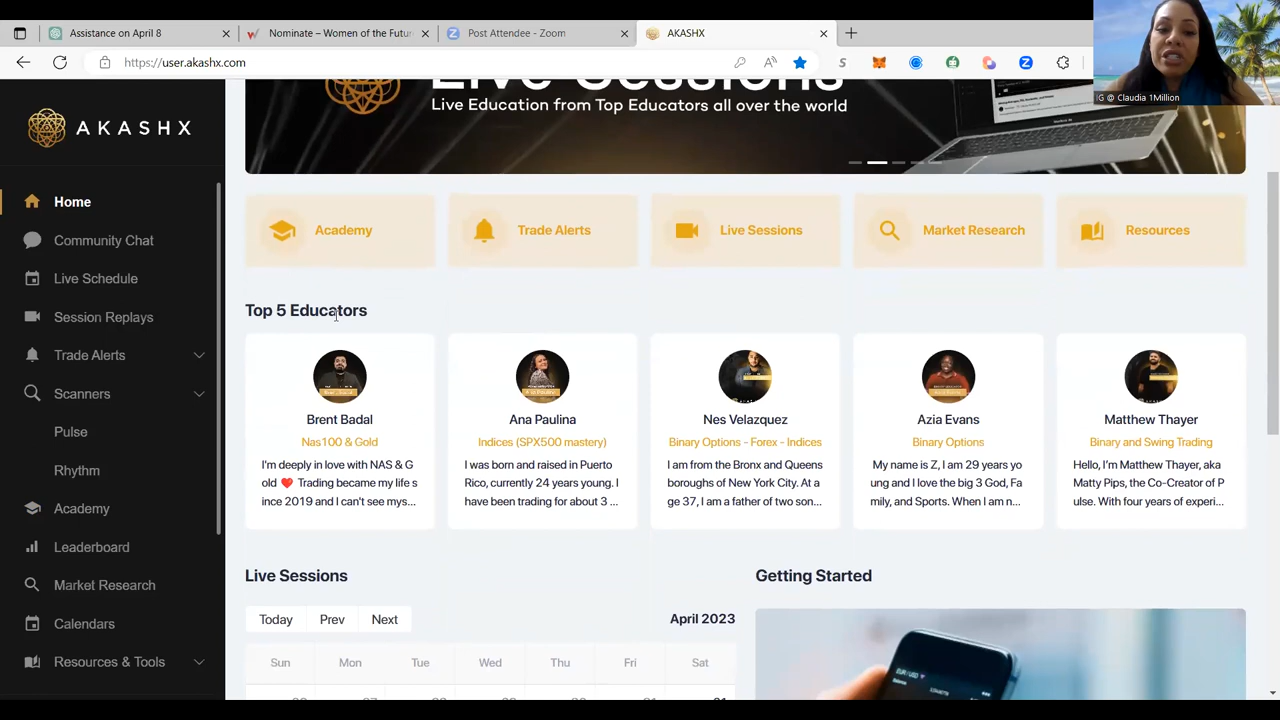 Assistance on April 8
Nominate – Women of the Futur
Post Attendee - Zoom
AKASHX
https://user.akashx.com
IG @ Claudia 1Million
AKASHX
Live Sessions
Live Education from Top Educators all over the world
Home
Community Chat
Live Schedule
Session Replays
Trade Alerts
Scanners
Pulse
Rhythm
Academy
Leaderboard
Market Research
Calendars
Resources & Tools
Academy
Trade Alerts
Live Sessions
Market Research
Resources
Top 5 Educators
Brent Badal
Nas100 & Gold
I'm deeply in love with NAS & G
old ❤️ Trading became my life s
ince 2019 and I can't see mys...
Ana Paulina
Indices (SPX500 mastery)
I was born and raised in Puerto
Rico, currently 24 years young. I
have been trading for about 3 ...
Nes Velazquez
Binary Options - Forex - Indices
I am from the Bronx and Queens
boroughs of New York City. At a
ge 37, I am a father of two son...
Azia Evans
Binary Options
My name is Z, I am 29 years yo
ung and I love the big 3 God, Fa
mily, and Sports. When I am n...
Matthew Thayer
Binary and Swing Trading
Hello, I'm Matthew Thayer, aka
Matty Pips, the Co-Creator of P
ulse. With four years of experi...
Live Sessions
Today Prev Next
April 2023
Sun Mon Tue Wed Thu Fri Sat
Getting Started
EUR/USD